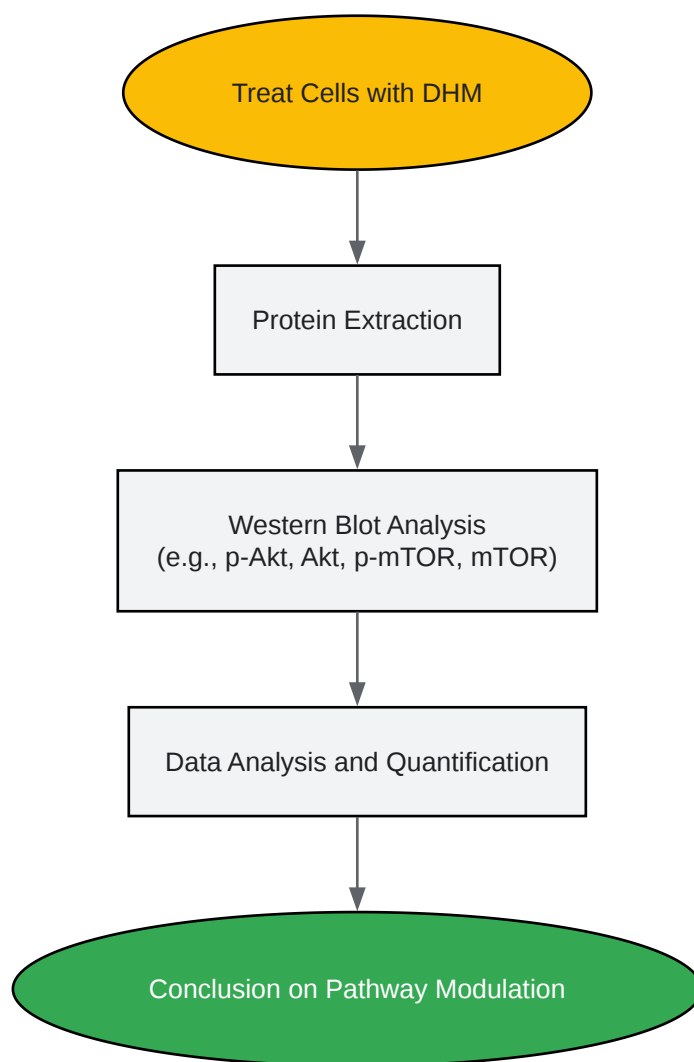 Treat Cells with DHM
Protein Extraction
Western Blot Analysis
(e.g., p-Akt, Akt, p-mTOR, mTOR)
Data Analysis and Quantification
Conclusion on Pathway Modulation